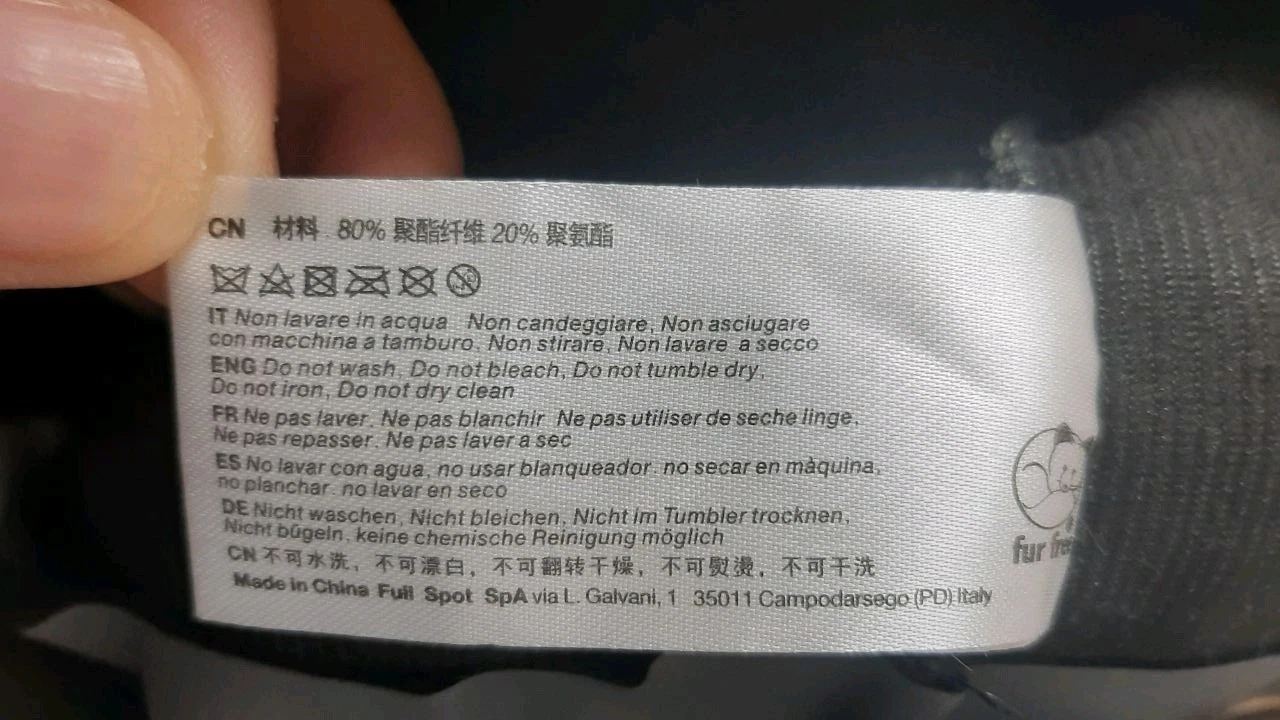 CN 材料 80% 聚酯纤维 20% 聚氨酯
IT Non lavare in acqua Non candeggiare, Non asciugare
con macchina a tamburo, Non stirare, Non lavare a secco
ENG Do not wash, Do not bleach, Do not tumble dry,
Do not iron, Do not dry clean
FR Ne pas laver, Ne pas blanchir Ne pas utiliser de seche linge,
Ne pas repasser. Ne pas laver a sec
ES No lavar con agua, no usar blanqueador no secar en màquina,
no planchar. no lavar en seco
DE Nicht waschen, Nicht bleichen, Nicht im Tumbler trocknen,
Nicht bügeln, keine chemische Reinigung möglich
CN 不可水洗，不可漂白，不可翻转干燥，不可熨烫，不可干洗
Made in China Full Spot SpA via L. Galvani, 1 35011 Campodarsego (PD) Italy
fur free